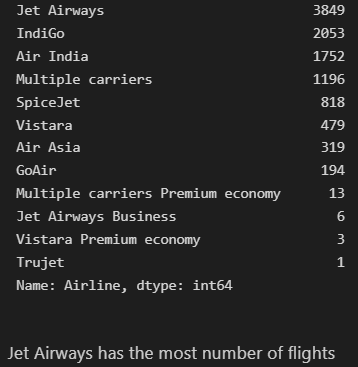 Jet Airways 3849
IndiGo 2053
Air India 1752
Multiple carriers 1196
SpiceJet 818
Vistara 479
Air Asia 319
GoAir 194
Multiple carriers Premium economy 13
Jet Airways Business 6
Vistara Premium economy 3
Trujet 1
Name: Airline, dtype: int64
Jet Airways has the most number of flights